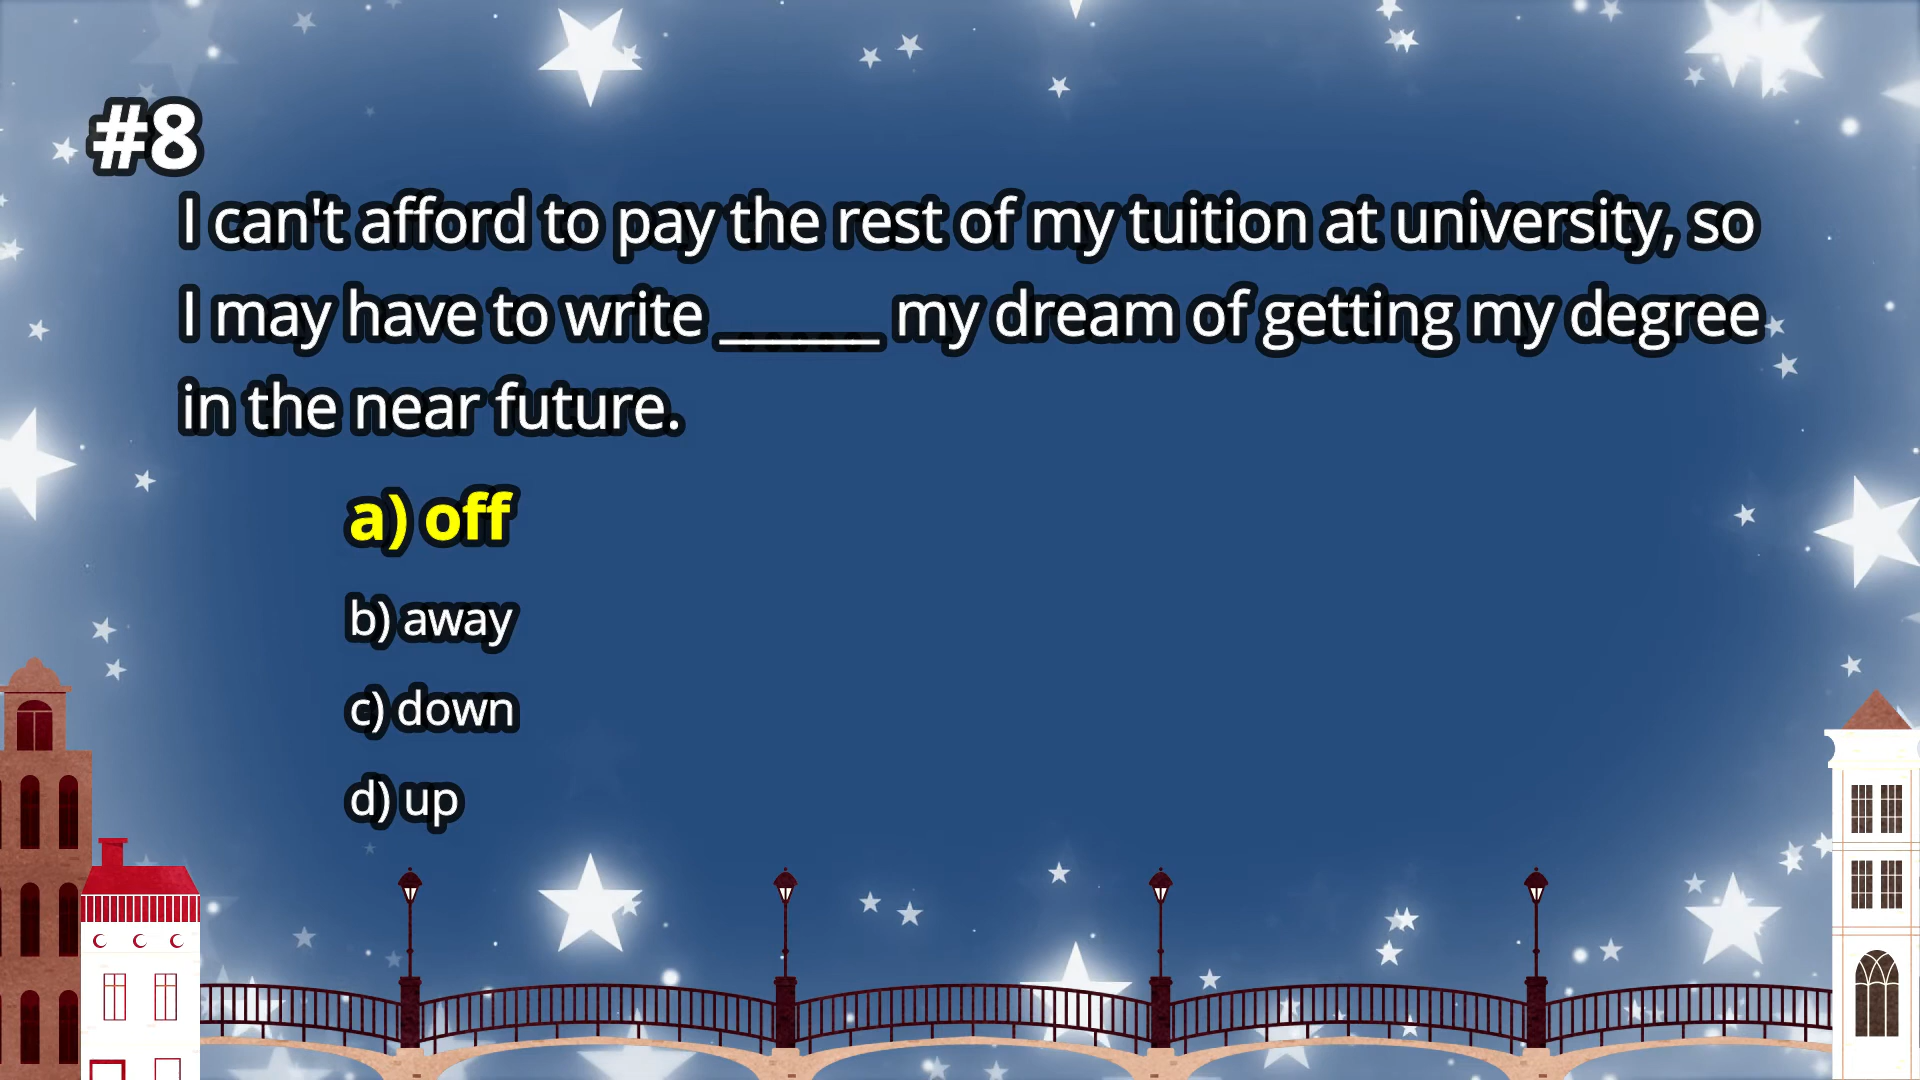 #8
I can't afford to pay the rest of my tuition at university, so
I may have to write ______ my dream of getting my degree
in the near future.
a) off
b) away
c) down
d) up